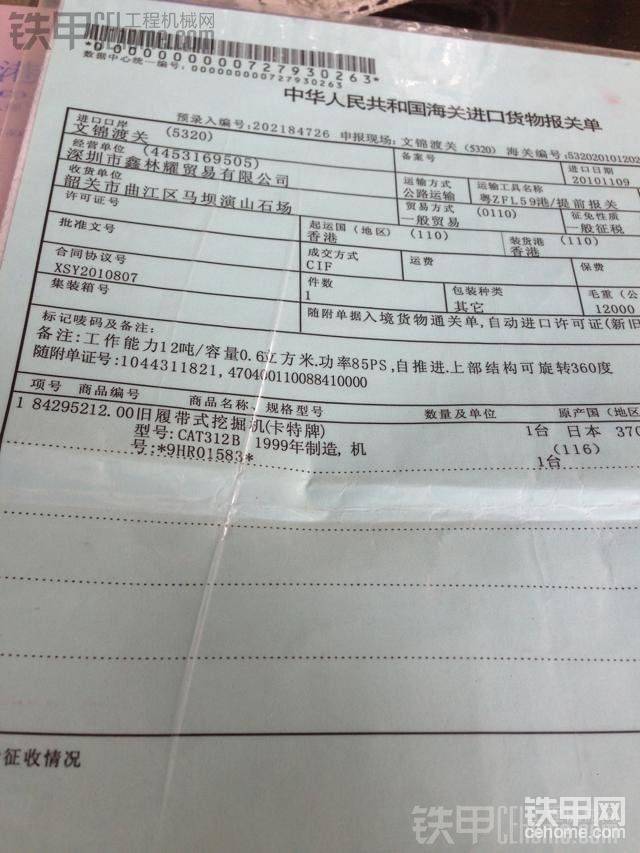 铁甲 工程机械网
*000000000727930263*
数据中心统一编号:000000000727930263
中华人民共和国海关进口货物报关单
预录入编号:202184726 申报现场:文锦渡关 (5320) 海关编号:532020101202
进口口岸
文锦渡关 (5320)
备案号
进口日期
20101109
经营单位 (4453169505)
深圳市鑫林耀贸易有限公司
运输方式
公路运输
运输工具名称
粤ZFL59港/提前报关
收货单位
韶关市曲江区马坝演山石场
贸易方式 (0110)
一般贸易
征免性质
一般征税
许可证号
起运国 (地区) (110)
香港
装货港 (110)
香港
批准文号
成交方式
CIF
运费
保费
合同协议号
XSY2010807
件数
1
包装种类
其它
毛重(公
12000
集装箱号
随附单据入境货物通关单,自动进口许可证(新旧
标记唛码及备注:
备注:工作能力12吨/容量0.6立方米.功率85PS,自推进.上部结构可旋转360度
随附单证号:1044311821,470400110088410000
项号 商品编号 商品名称、规格型号 数量及单位 原产国(地
1 84295212.00旧履带式挖掘机(卡特牌) 1台 日本 370
型号:CAT312B 1999年制造,机 (116)
号:*9HR01583* 1台
征收情况
铁甲
铁甲网
cehome.com